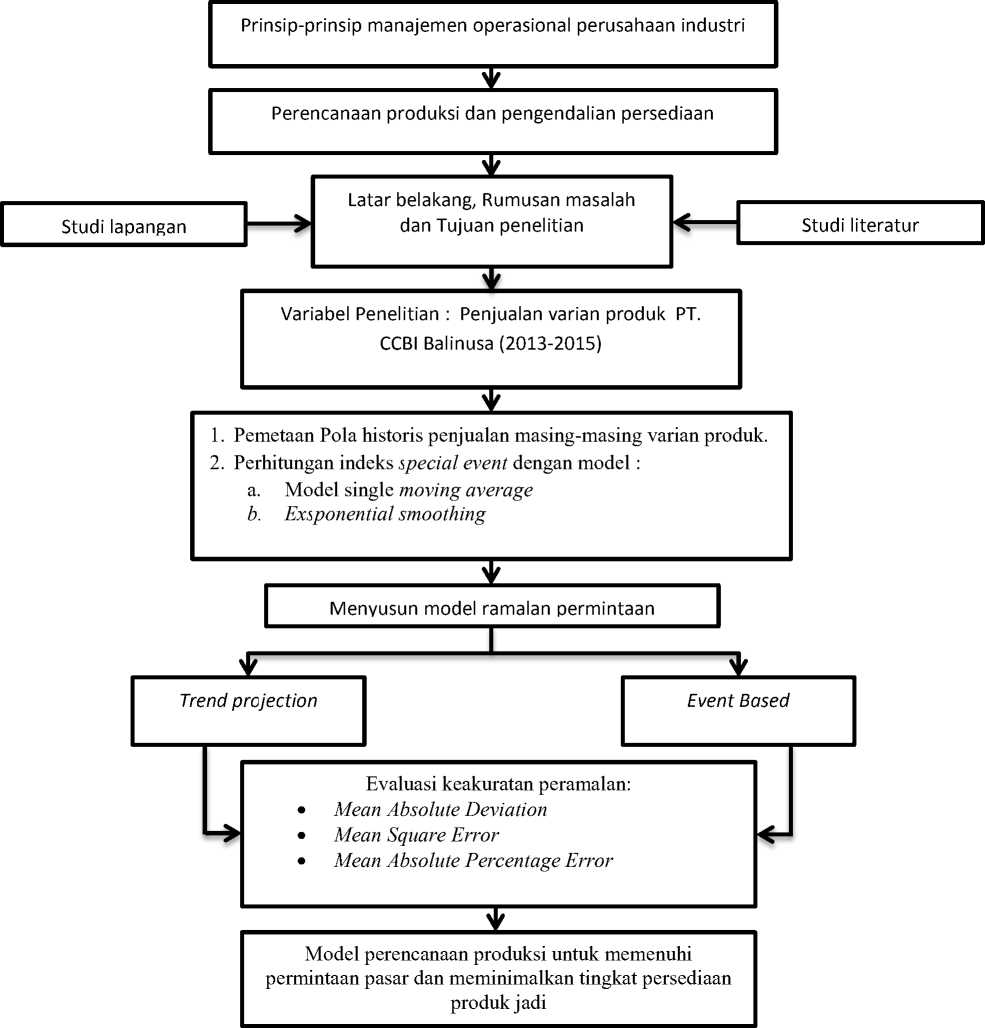 Prinsip-prinsip manajemen operasional perusahaan industri
Perencanaan produksi dan pengendalian persediaan
Latar belakang, Rumusan masalah
dan Tujuan penelitian
Studi lapangan
Studi literatur
Variabel Penitian : Penjualan varian produk PT.
CCBI Balinusa (2013-2015)
1. Pemetaan Pola historis penjualan masing-masing varian produk.
2. Perhitungan indeks special event dengan model :
a. Model single moving average
b. Exsponential smoothing
Menyusun model ramalan permintaan
Trend projection
Event Based
Evaluasi keakuratan peramalan:
• Mean Absolute Deviation
• Mean Square Error
• Mean Absolute Percentage Error
Model perencanaan produksi untuk memenuhi
permintaan pasar dan meminimalkan tingkat persediaan
produk jadi